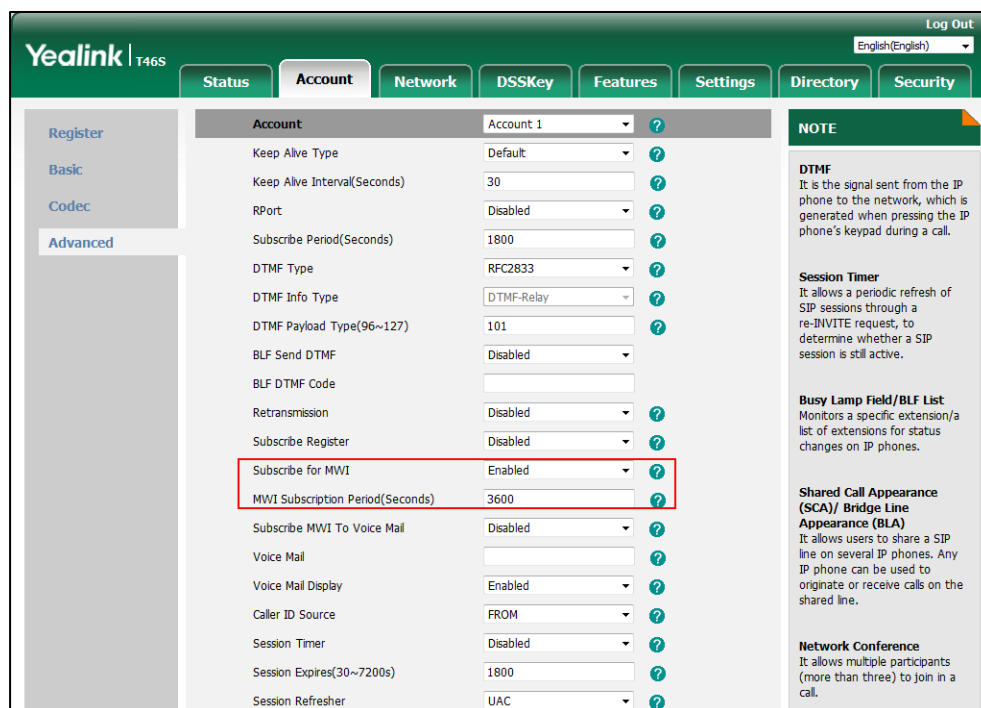 Log Out
Yealink T46S
English(English)
Status Account Network DSSKey Features Settings Directory Security
Register
Basic
Codec
Advanced
Account Account 1 ?
Keep Alive Type Default ?
Keep Alive Interval(Seconds) 30 ?
RPort Disabled ?
Subscribe Period(Seconds) 1800 ?
DTMF Type RFC2833 ?
DTMF Info Type DTMF-Relay ?
DTMF Payload Type(96~127) 101 ?
BLF Send DTMF Disabled
BLF DTMF Code
Retransmission Disabled ?
Subscribe Register Disabled ?
Subscribe for MWI Enabled ?
MWI Subscription Period(Seconds) 3600 ?
Subscribe MWI To Voice Mail Disabled ?
Voice Mail ?
Voice Mail Display Enabled ?
Caller ID Source FROM ?
Session Timer Disabled ?
Session Expires(30~7200s) 1800 ?
Session Refresher UAC ?
NOTE
DTMF
It is the signal sent from the IP
phone to the network, which is
generated when pressing the IP
phone's keypad during a call.
Session Timer
It allows a periodic refresh of
SIP sessions through a
re-INVITE request, to
determine whether a SIP
session is still active.
Busy Lamp Field/BLF List
Monitors a specific extension/a
list of extensions for status
changes on IP phones.
Shared Call Appearance
(SCA)/ Bridge Line
Appearance (BLA)
It allows users to share a SIP
line on several IP phones. Any
IP phone can be used to
originate or receive calls on the
shared line.
Network Conference
It allows multiple participants
(more than three) to join in a
call.